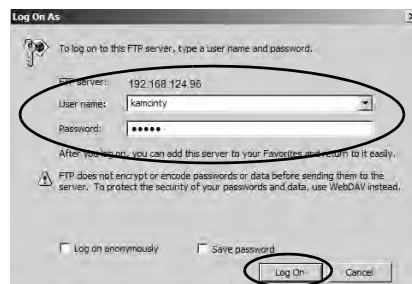 Log On As
To log on to this FTP server, type a user name and password.
FTP server: 192.168.124.96
User name: kamcinty
Password: •••••
After you log on, you can add this server to your Favorites and return to it easily.
FTP does not encrypt or encode passwords or data before sending them to the
server. To protect the security of your passwords and data, use WebDAV instead.
Log on anonymously Save password
Log On Cancel